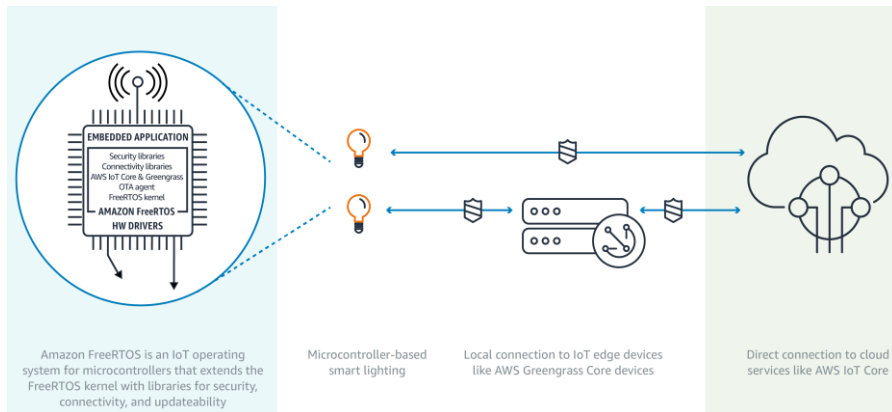 EMBEDDED APPLICATION
Security libraries
Connectivity libraries
AWS IoT Core & Greengrass
OTA agent
FreeRTOS kernel
AMAZON FreeRTOS
HW DRIVERS
Amazon FreeRTOS is an IoT operating
system for microcontrollers that extends the
FreeRTOS kernel with libraries for security,
connectivity, and updateability
Microcontroller-based
smart lighting
Local connection to IoT edge devices
like AWS Greengrass Core devices
Direct connection to cloud
services like AWS IoT Core